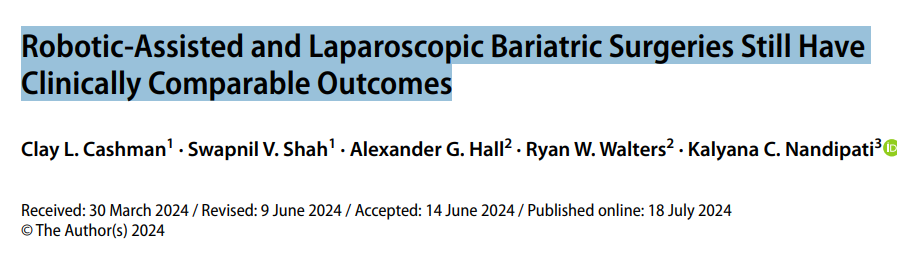 Robotic-Assisted and Laparoscopic Bariatric Surgeries Still Have
Clinically Comparable Outcomes
Clay L. Cashman1 · Swapnil V. Shah1 · Alexander G. Hall2 · Ryan W. Walters2 · Kalyana C. Nandipati3 iD
Received: 30 March 2024 / Revised: 9 June 2024 / Accepted: 14 June 2024 / Published online: 18 July 2024
© The Author(s) 2024